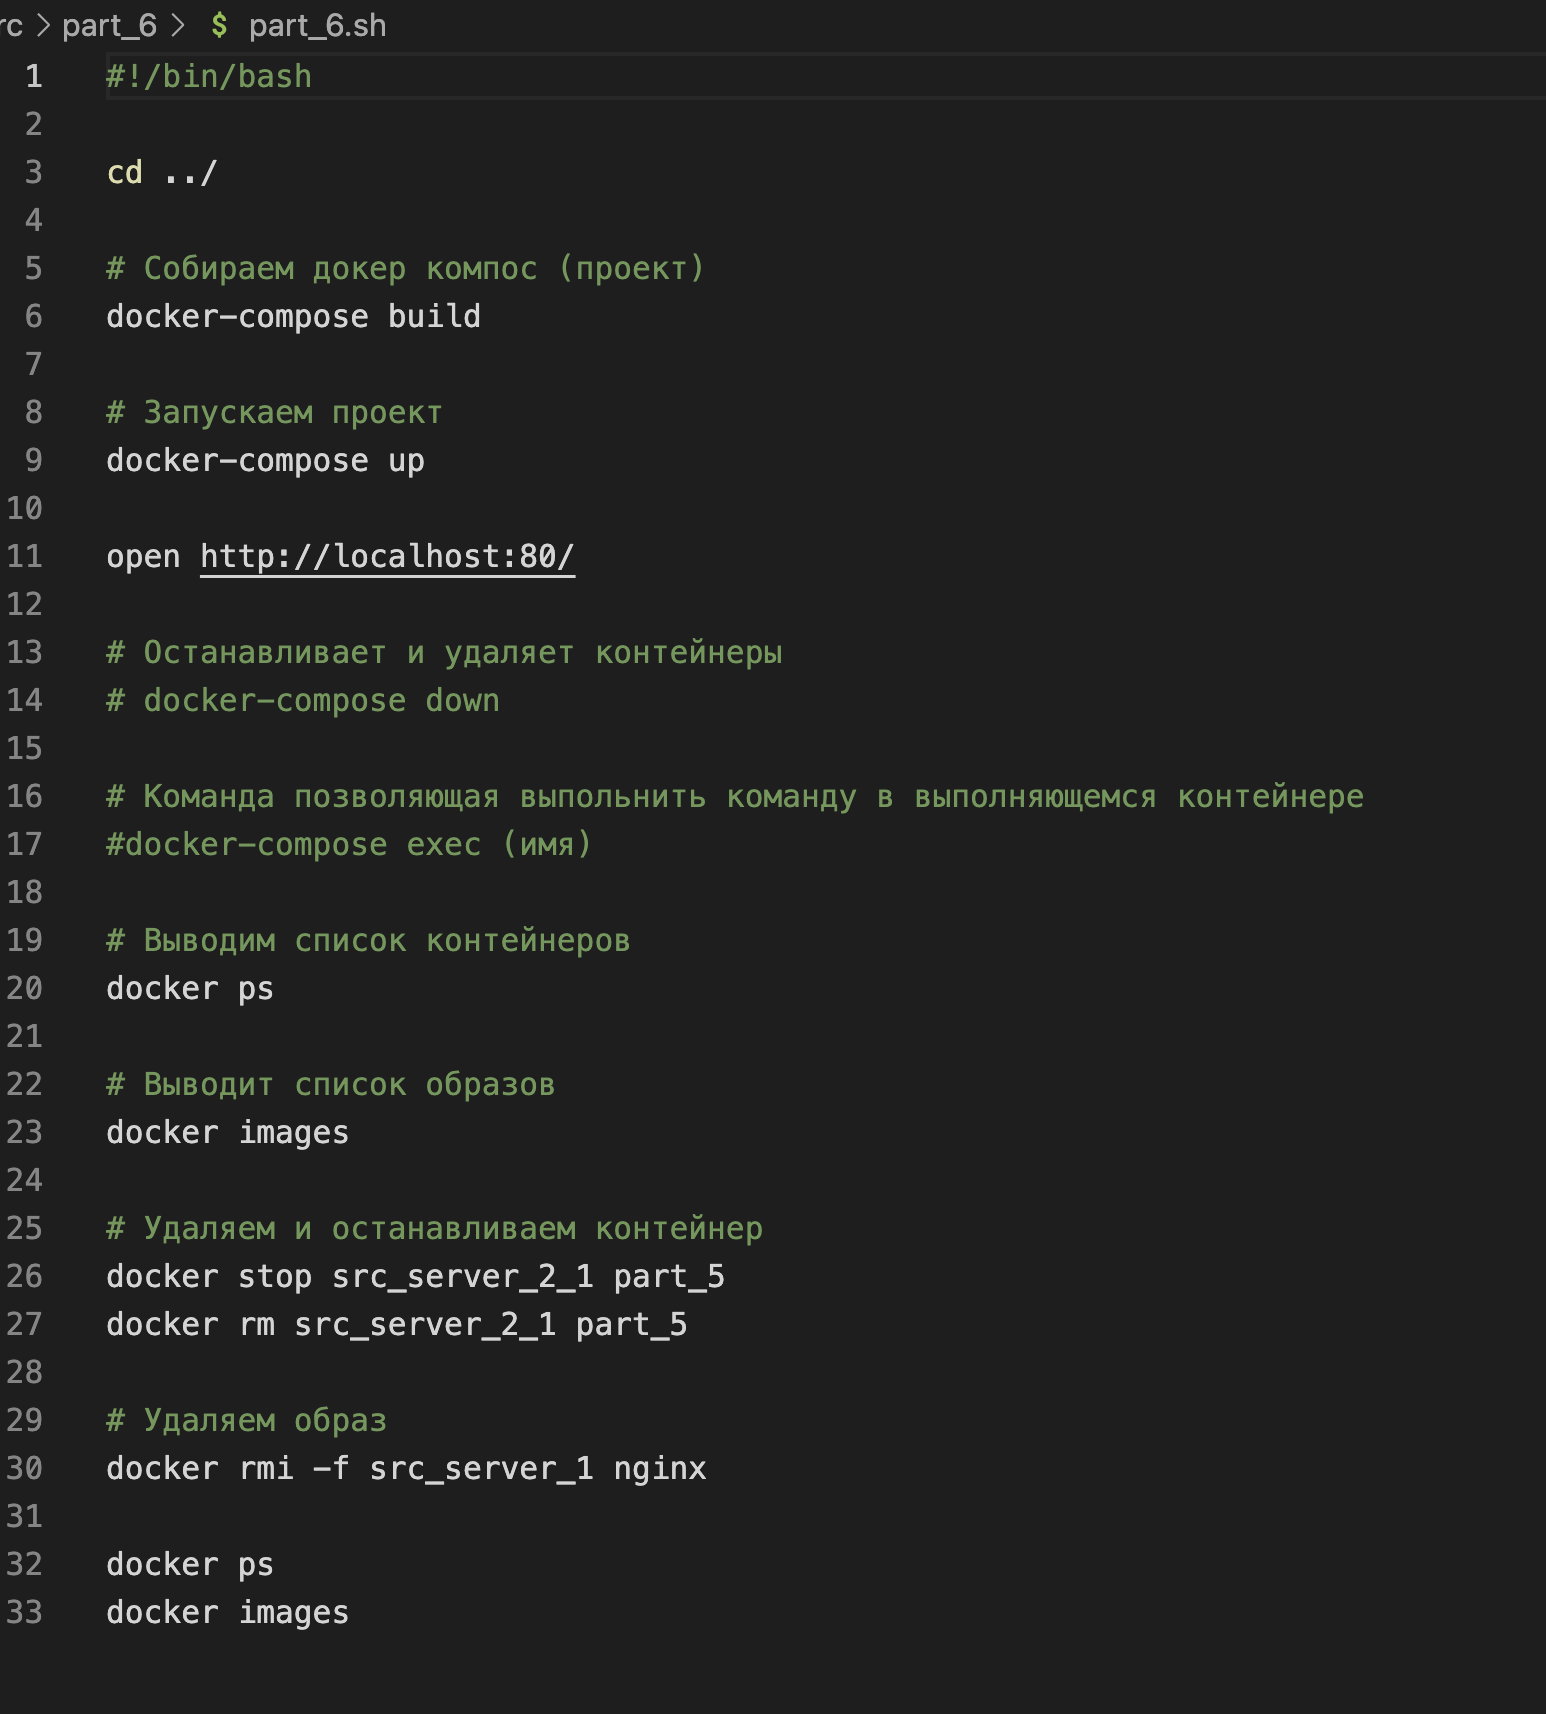 rc > part_6 > $ part_6.sh
1 #!/bin/bash
2
3 cd ../
4
5 # Собираем докер компос (проект)
6 docker-compose build
7
8 # Запускаем проект
9 docker-compose up
10
11 open http://localhost:80/
12
13 # Останавливает и удаляет контейнеры
14 # docker-compose down
15
16 # Команда позволяющая выпольнить команду в выполняющемся контейнере
17 #docker-compose exec (имя)
18
19 # Выводим список контейнеров
20 docker ps
21
22 # Выводит список образов
23 docker images
24
25 # Удаляем и останавливаем контейнер
26 docker stop src_server_2_1 part_5
27 docker rm src_server_2_1 part_5
28
29 # Удаляем образ
30 docker rmi -f src_server_1 nginx
31
32 docker ps
33 docker images